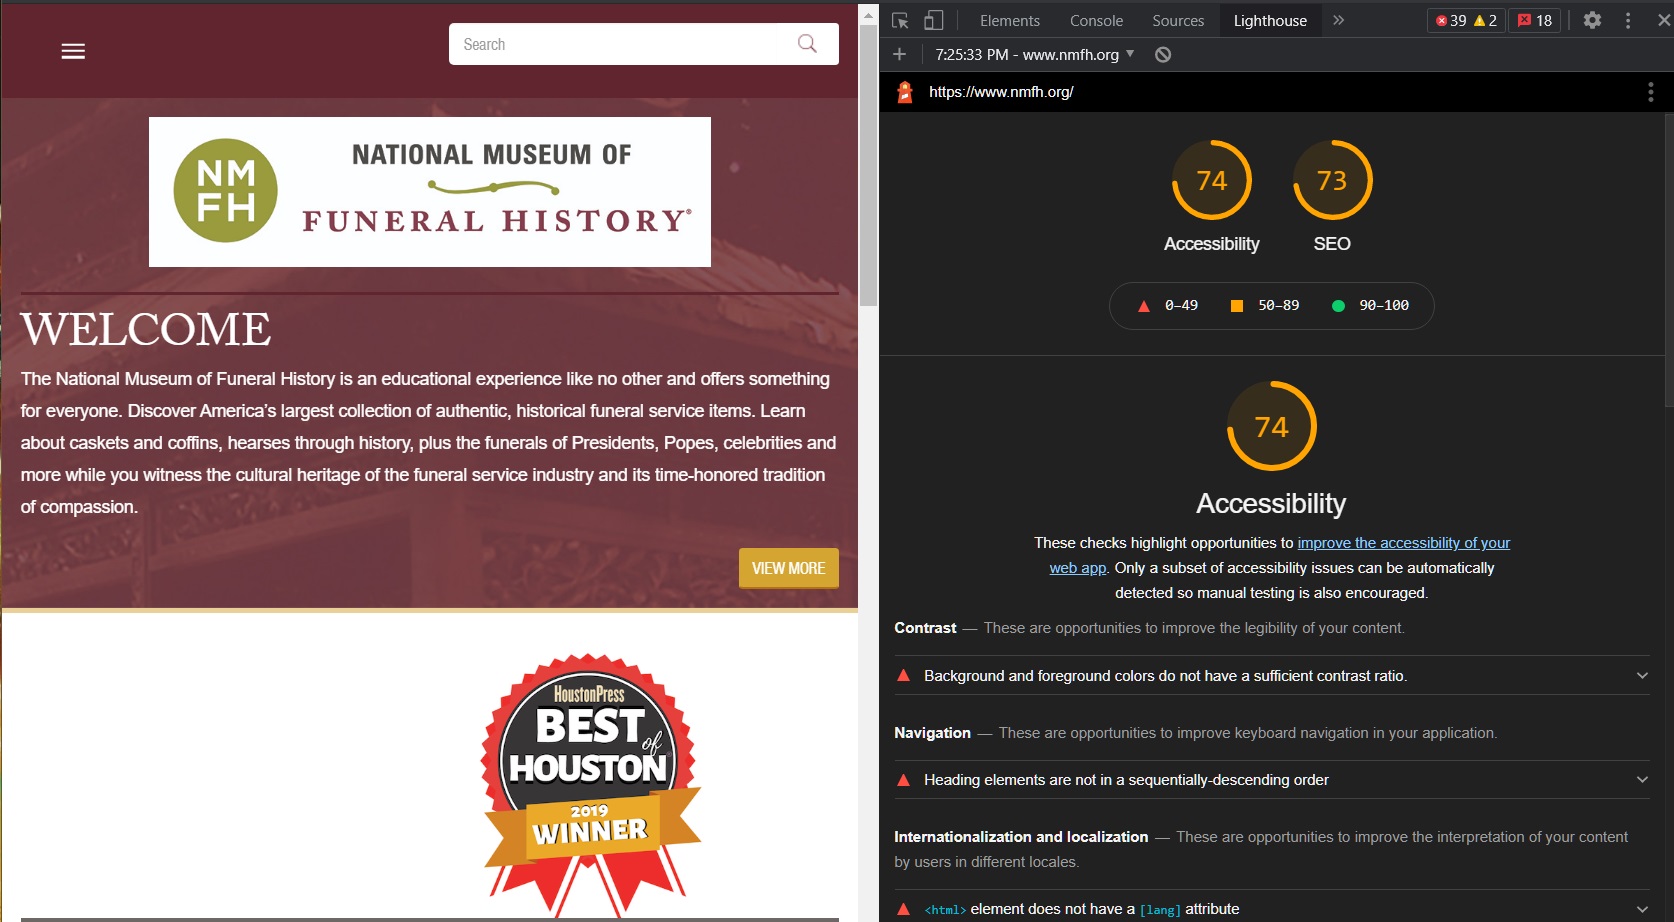 Search
NM
FH
NATIONAL MUSEUM OF
FUNERAL HISTORY®
WELCOME
The National Museum of Funeral History is an educational experience like no other and offers something
for everyone. Discover America’s largest collection of authentic, historical funeral service items. Learn
about caskets and coffins, hearses through history, plus the funerals of Presidents, Popes, celebrities and
more while you witness the cultural heritage of the funeral service industry and its time-honored tradition
of compassion.
VIEW MORE
HoustonPress
BEST of
HOUSTON
2019
WINNER
Elements Console Sources Lighthouse » 39 2 18
7:25:33 PM - www.nmfh.org
https://www.nmfh.org/
74 73
Accessibility SEO
0–49 50–89 90–100
74
Accessibility
These checks highlight opportunities to improve the accessibility of your
web app. Only a subset of accessibility issues can be automatically
detected so manual testing is also encouraged.
Contrast — These are opportunities to improve the legibility of your content.
Background and foreground colors do not have a sufficient contrast ratio.
Navigation — These are opportunities to improve keyboard navigation in your application.
Heading elements are not in a sequentially-descending order
Internationalization and localization — These are opportunities to improve the interpretation of your content
by users in different locales.
<html> element does not have a [lang] attribute